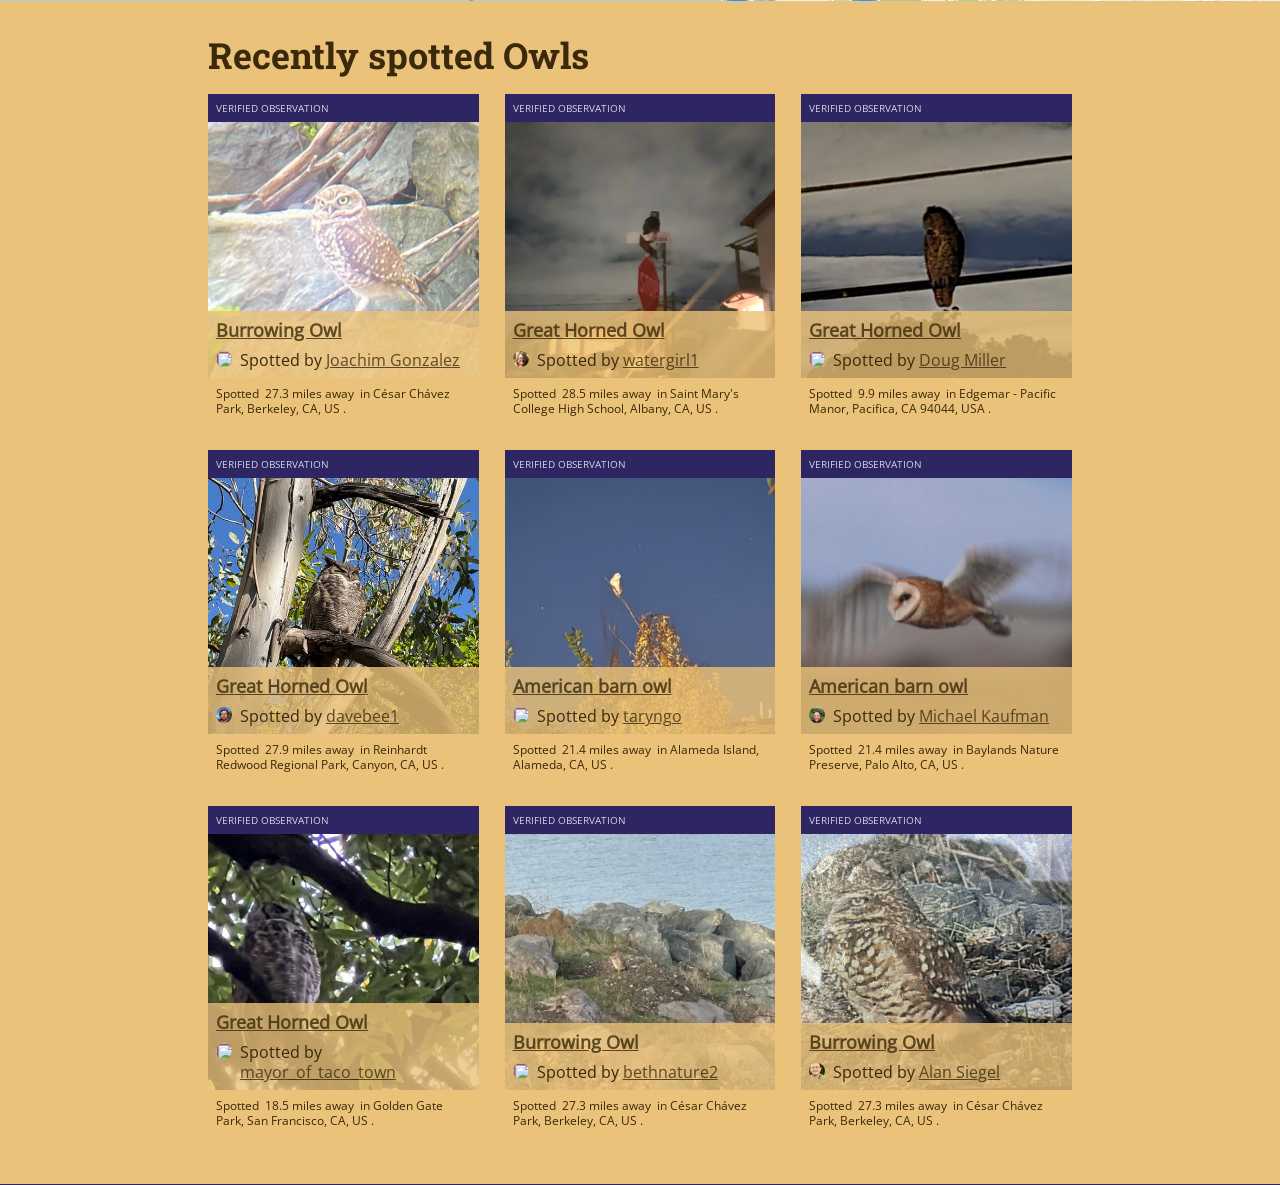 Recently spotted Owls
VERIFIED OBSERVATION
Burrowing Owl
Spotted by Joachim Gonzalez
Spotted 27.3 miles away in César Chávez
Park, Berkeley, CA, US .
VERIFIED OBSERVATION
Great Horned Owl
Spotted by watergirl1
Spotted 28.5 miles away in Saint Mary's
College High School, Albany, CA, US .
VERIFIED OBSERVATION
Great Horned Owl
Spotted by Doug Miller
Spotted 9.9 miles away in Edgemar - Pacific
Manor, Pacifica, CA 94044, USA .
VERIFIED OBSERVATION
Great Horned Owl
Spotted by davebee1
Spotted 27.9 miles away in Reinhardt
Redwood Regional Park, Canyon, CA, US .
VERIFIED OBSERVATION
American barn owl
Spotted by taryngo
Spotted 21.4 miles away in Alameda Island,
Alameda, CA, US .
VERIFIED OBSERVATION
American barn owl
Spotted by Michael Kaufman
Spotted 21.4 miles away in Baylands Nature
Preserve, Palo Alto, CA, US .
VERIFIED OBSERVATION
Great Horned Owl
Spotted by
mayor_of_taco_town
Spotted 18.5 miles away in Golden Gate
Park, San Francisco, CA, US .
VERIFIED OBSERVATION
Burrowing Owl
Spotted by bethnature2
Spotted 27.3 miles away in César Chávez
Park, Berkeley, CA, US .
VERIFIED OBSERVATION
Burrowing Owl
Spotted by Alan Siegel
Spotted 27.3 miles away in César Chávez
Park, Berkeley, CA, US .